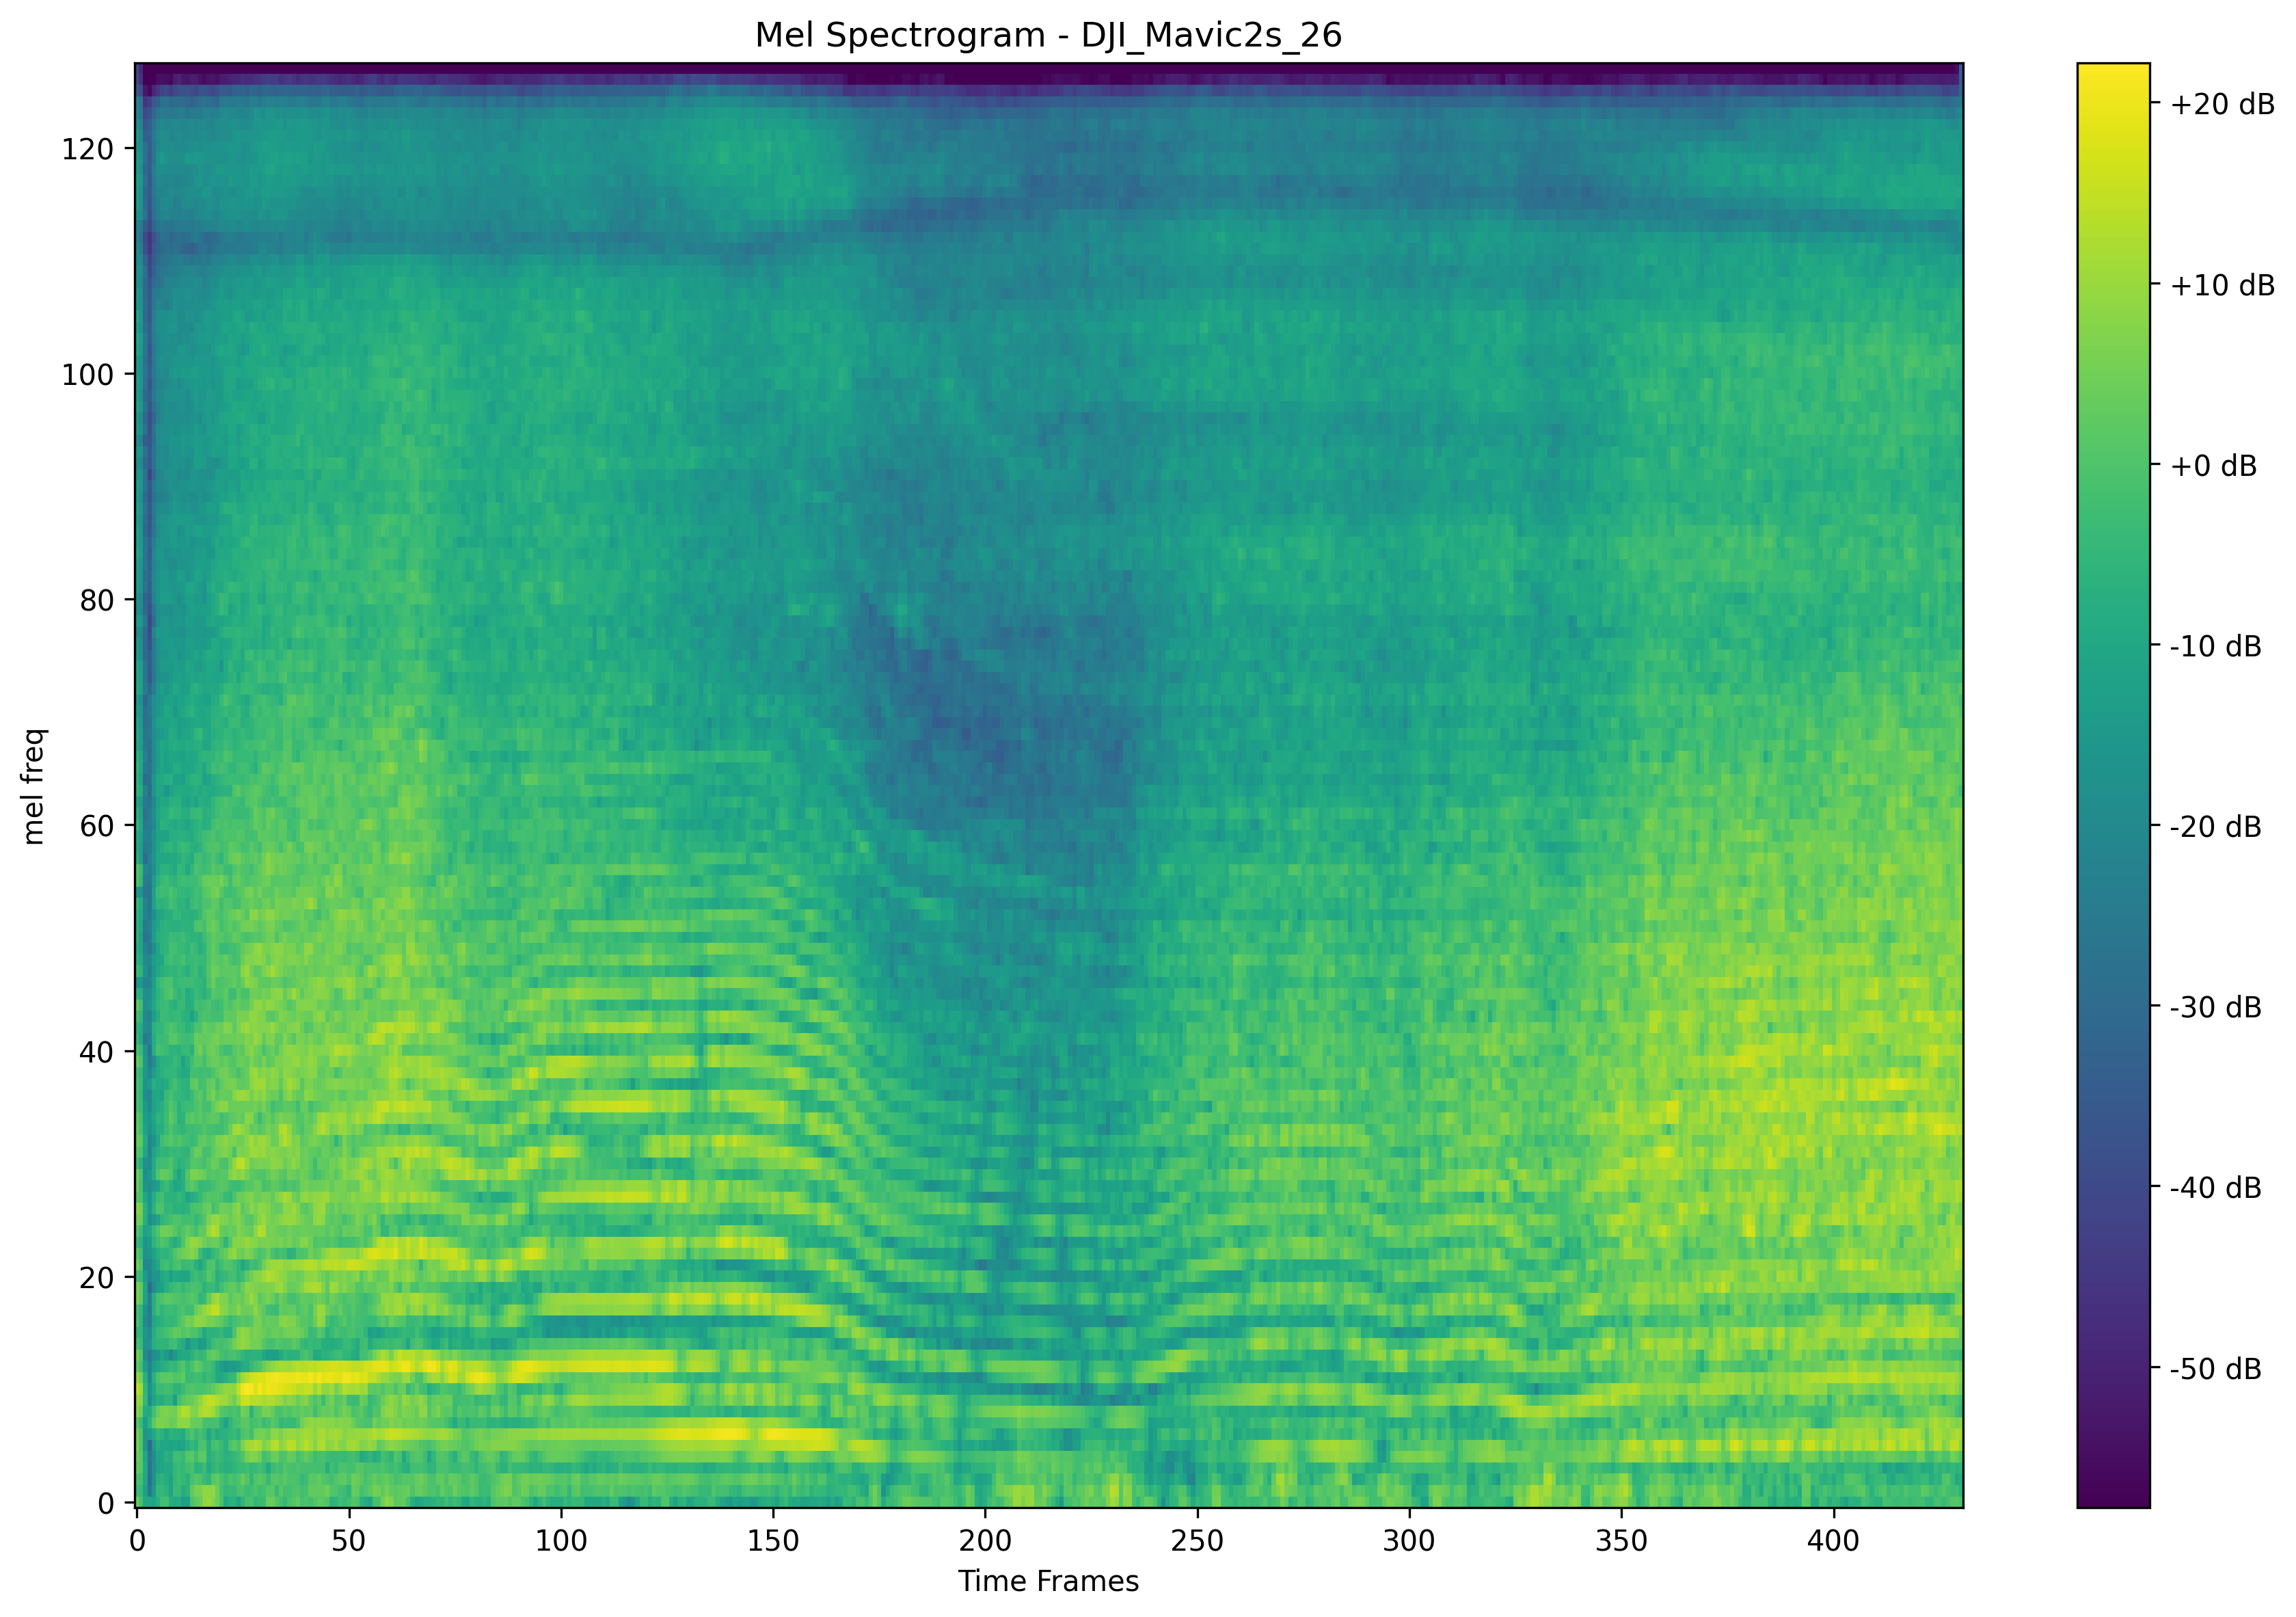 Mel Spectrogram - DJI_Mavic2s_26
mel freq
120
100
80
60
40
20
0
0 50 100 150 200 250 300 350 400
Time Frames
+20 dB
+10 dB
+0 dB
-10 dB
-20 dB
-30 dB
-40 dB
-50 dB